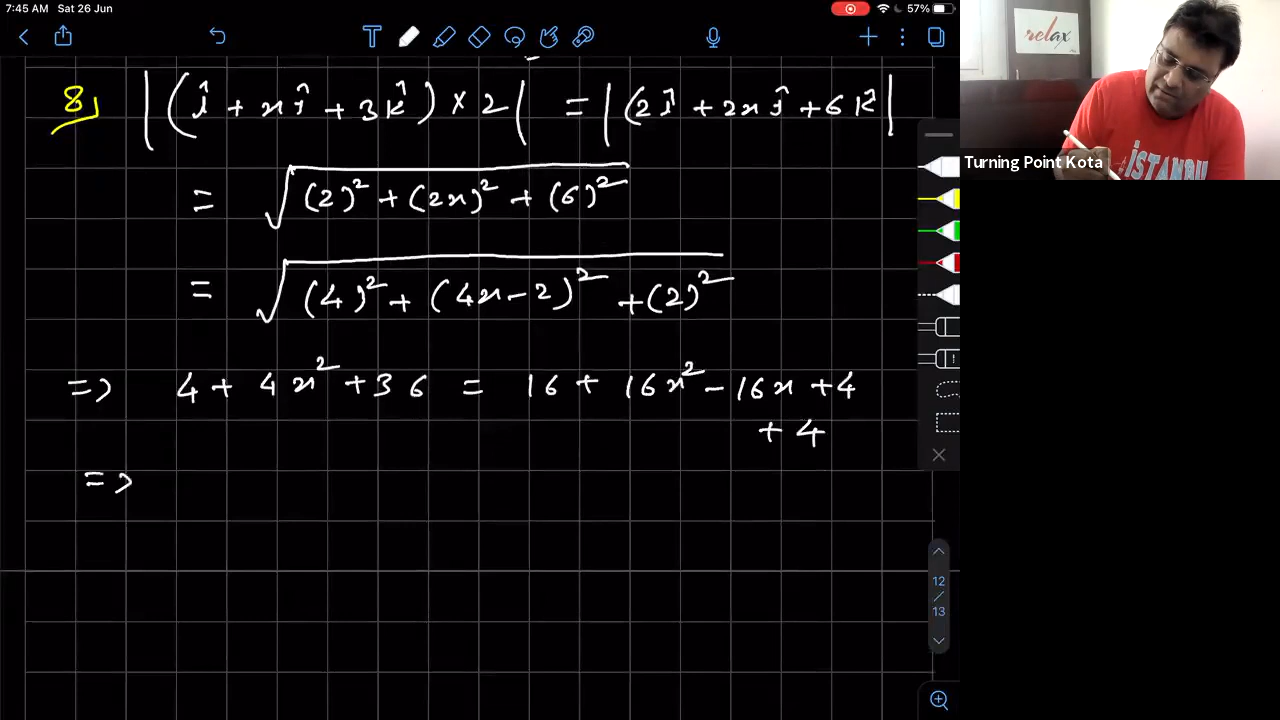 7:45 AM Sat 26 Jun
57%
relax
8, |(î + xĵ + 3k̂) × 2| = |(2î + 2xĵ + 6k̂|
= √((2)² + (2x)² + (6)²)
= √((4)² + (4x-2)² + (2)²)
=> 4 + 4x² + 36 = 16 + 16x² - 16x + 4
+ 4
=>
Turning Point Kota
İSTANBU
12
/
13